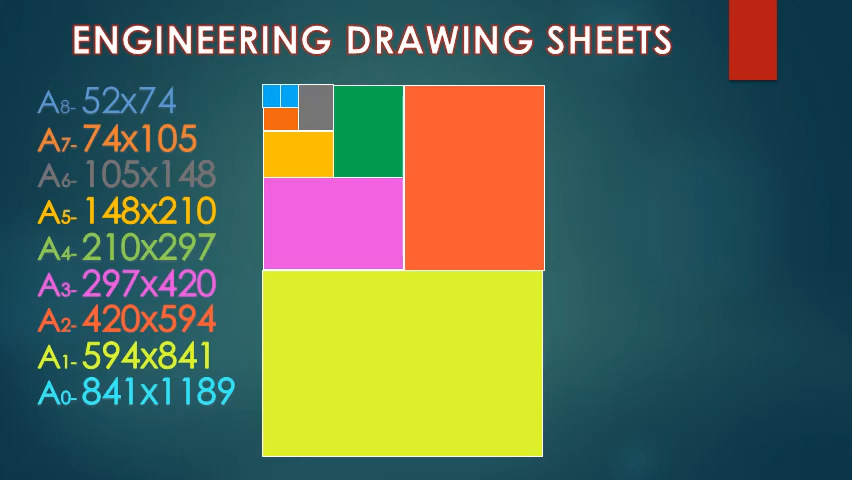 ENGINEERING DRAWING SHEETS
A8- 52x74
A7- 74x105
A6- 105x148
A5- 148x210
A4- 210x297
A3- 297x420
A2- 420x594
A1- 594x841
A0- 841x1189